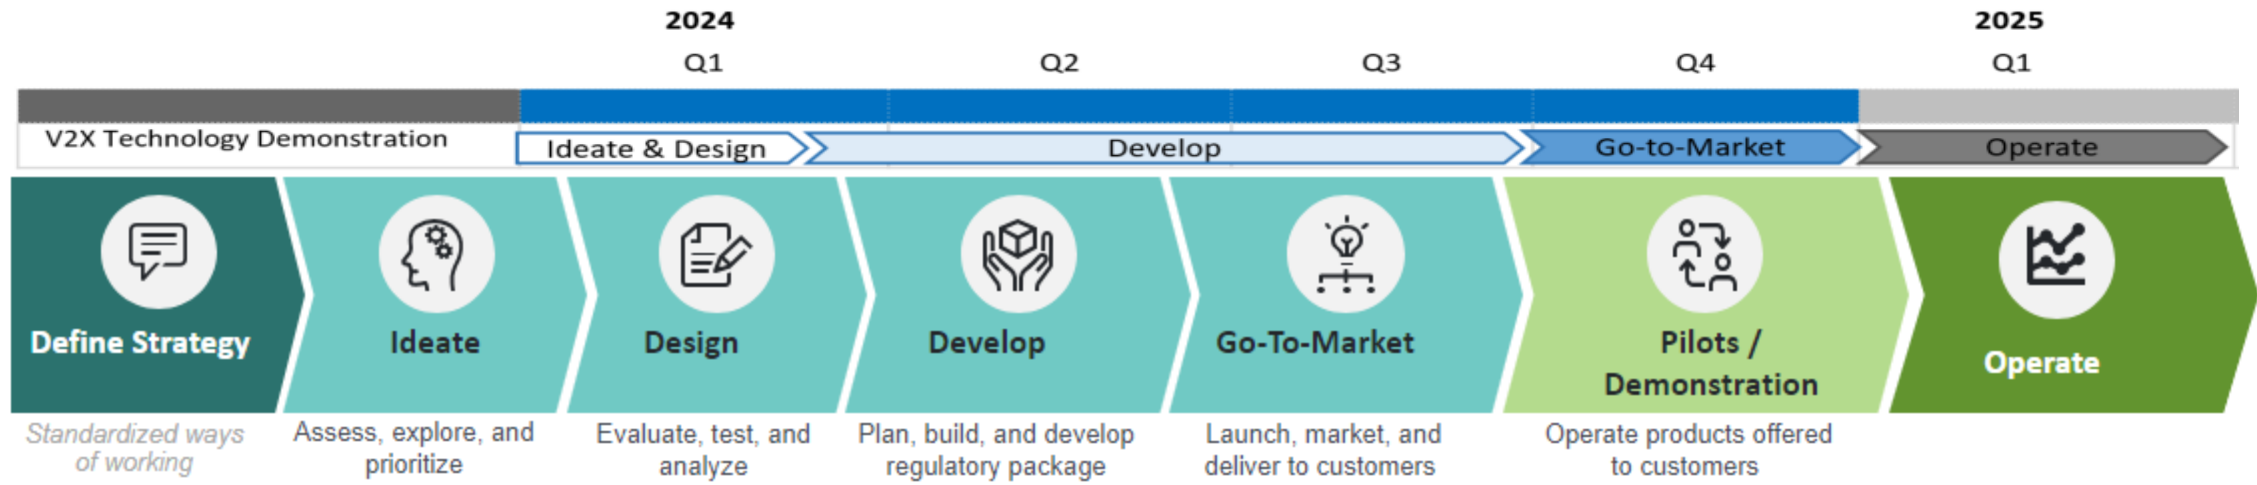 2024
2025
Q1
Q2
Q3
Q4
Q1
V2X Technology Demonstration
Ideate & Design
Develop
Go-to-Market
Operate
Define Strategy
Ideate
Design
Develop
Go-To-Market
Pilots /
Demonstration
Operate
Standardized ways
of working
Assess, explore, and
prioritize
Evaluate, test, and
analyze
Plan, build, and develop
regulatory package
Launch, market, and
deliver to customers
Operate products offered
to customers